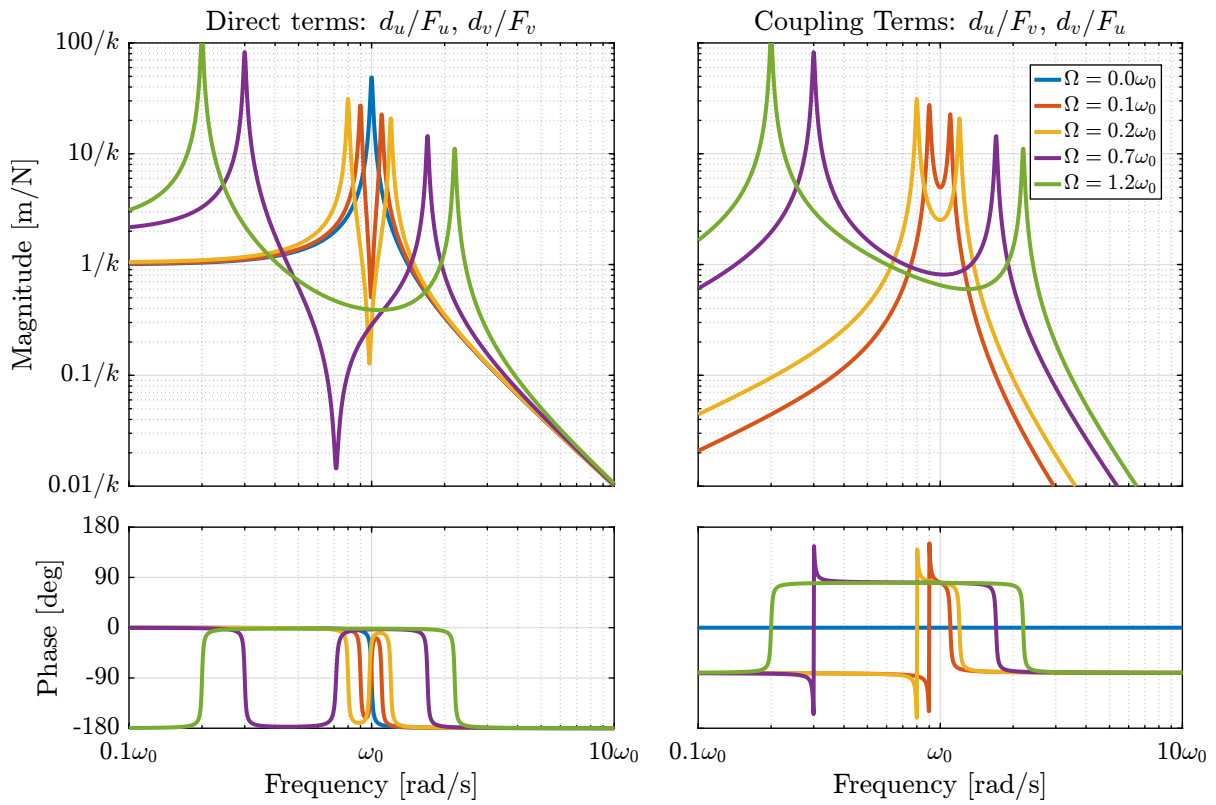 Direct terms: d_u/F_u, d_v/F_v
Coupling Terms: d_u/F_v, d_v/F_u
Magnitude [m/N]
100/k
10/k
1/k
0.1/k
0.01/k
Ω = 0.0ω₀
Ω = 0.1ω₀
Ω = 0.2ω₀
Ω = 0.7ω₀
Ω = 1.2ω₀
Phase [deg]
180
90
0
-90
-180
0.1ω₀
ω₀
10ω₀
Frequency [rad/s]
0.1ω₀
ω₀
10ω₀
Frequency [rad/s]